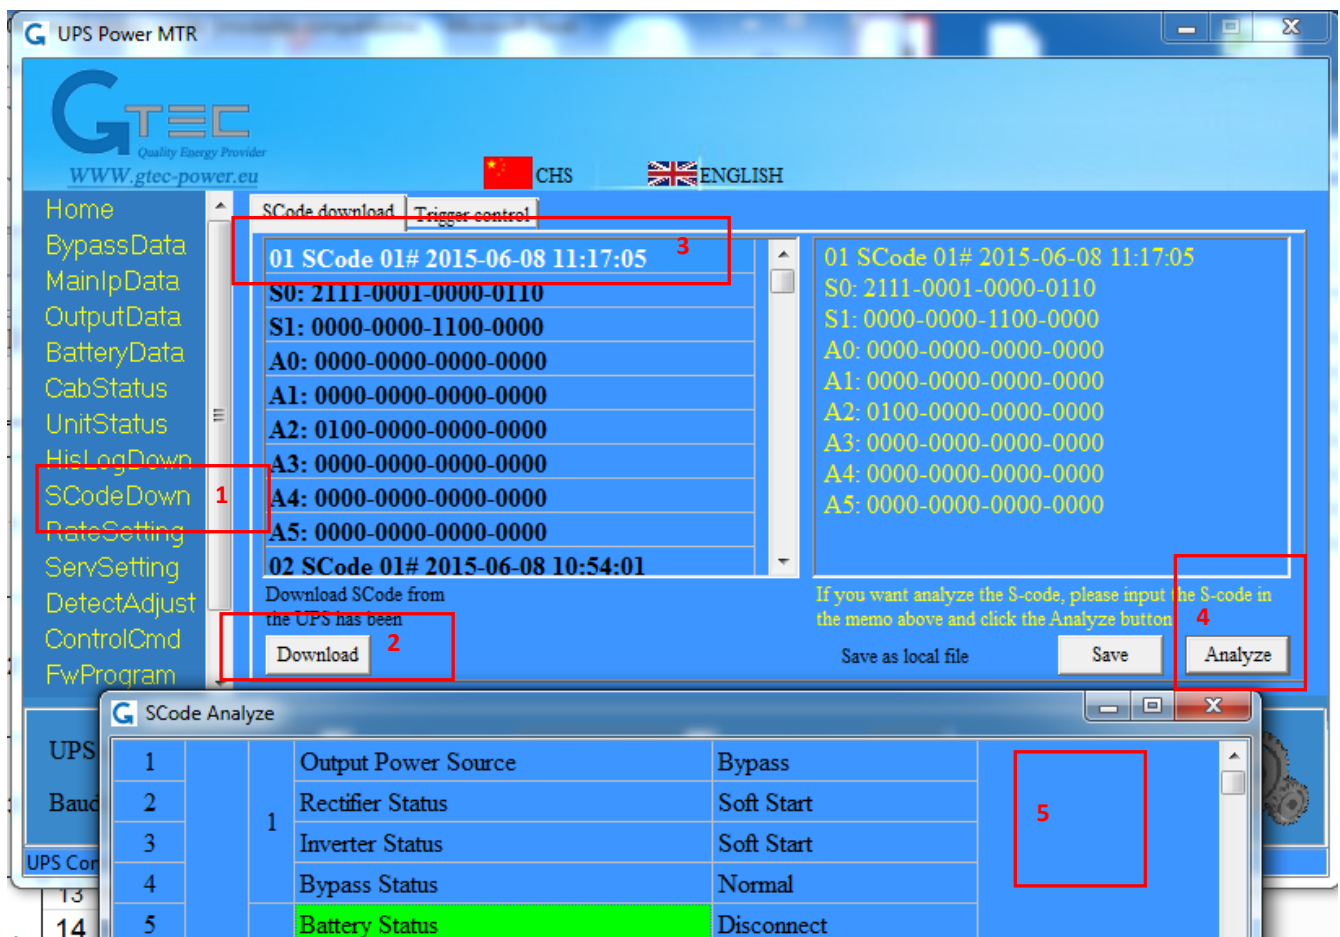 UPS Power MTR
GTEC
Quality Energy Provider
WWW.gtec-power.eu
CHS
ENGLISH
Home
BypassData
MainIpData
OutputData
BatteryData
CabStatus
UnitStatus
HisLogDown
SCodeDown
RateSetting
ServSetting
DetectAdjust
ControlCmd
FwProgram
1
SCode download
Trigger control
3
01 SCode 01# 2015-06-08 11:17:05
S0: 2111-0001-0000-0110
S1: 0000-0000-1100-0000
A0: 0000-0000-0000-0000
A1: 0000-0000-0000-0000
A2: 0100-0000-0000-0000
A3: 0000-0000-0000-0000
A4: 0000-0000-0000-0000
A5: 0000-0000-0000-0000
02 SCode 01# 2015-06-08 10:54:01
01 SCode 01# 2015-06-08 11:17:05
S0: 2111-0001-0000-0110
S1: 0000-0000-1100-0000
A0: 0000-0000-0000-0000
A1: 0000-0000-0000-0000
A2: 0100-0000-0000-0000
A3: 0000-0000-0000-0000
A4: 0000-0000-0000-0000
A5: 0000-0000-0000-0000
Download SCode from
the UPS has been
Download
2
If you want analyze the S-code, please input the S-code in
the memo above and click the Analyze button
4
Save as local file
Save
Analyze
UPS
Baud
UPS Con
13
14
SCode Analyze
1 Output Power Source Bypass
2 Rectifier Status Soft Start
1
3 Inverter Status Soft Start
4 Bypass Status Normal
5 Battery Status Disconnect
5